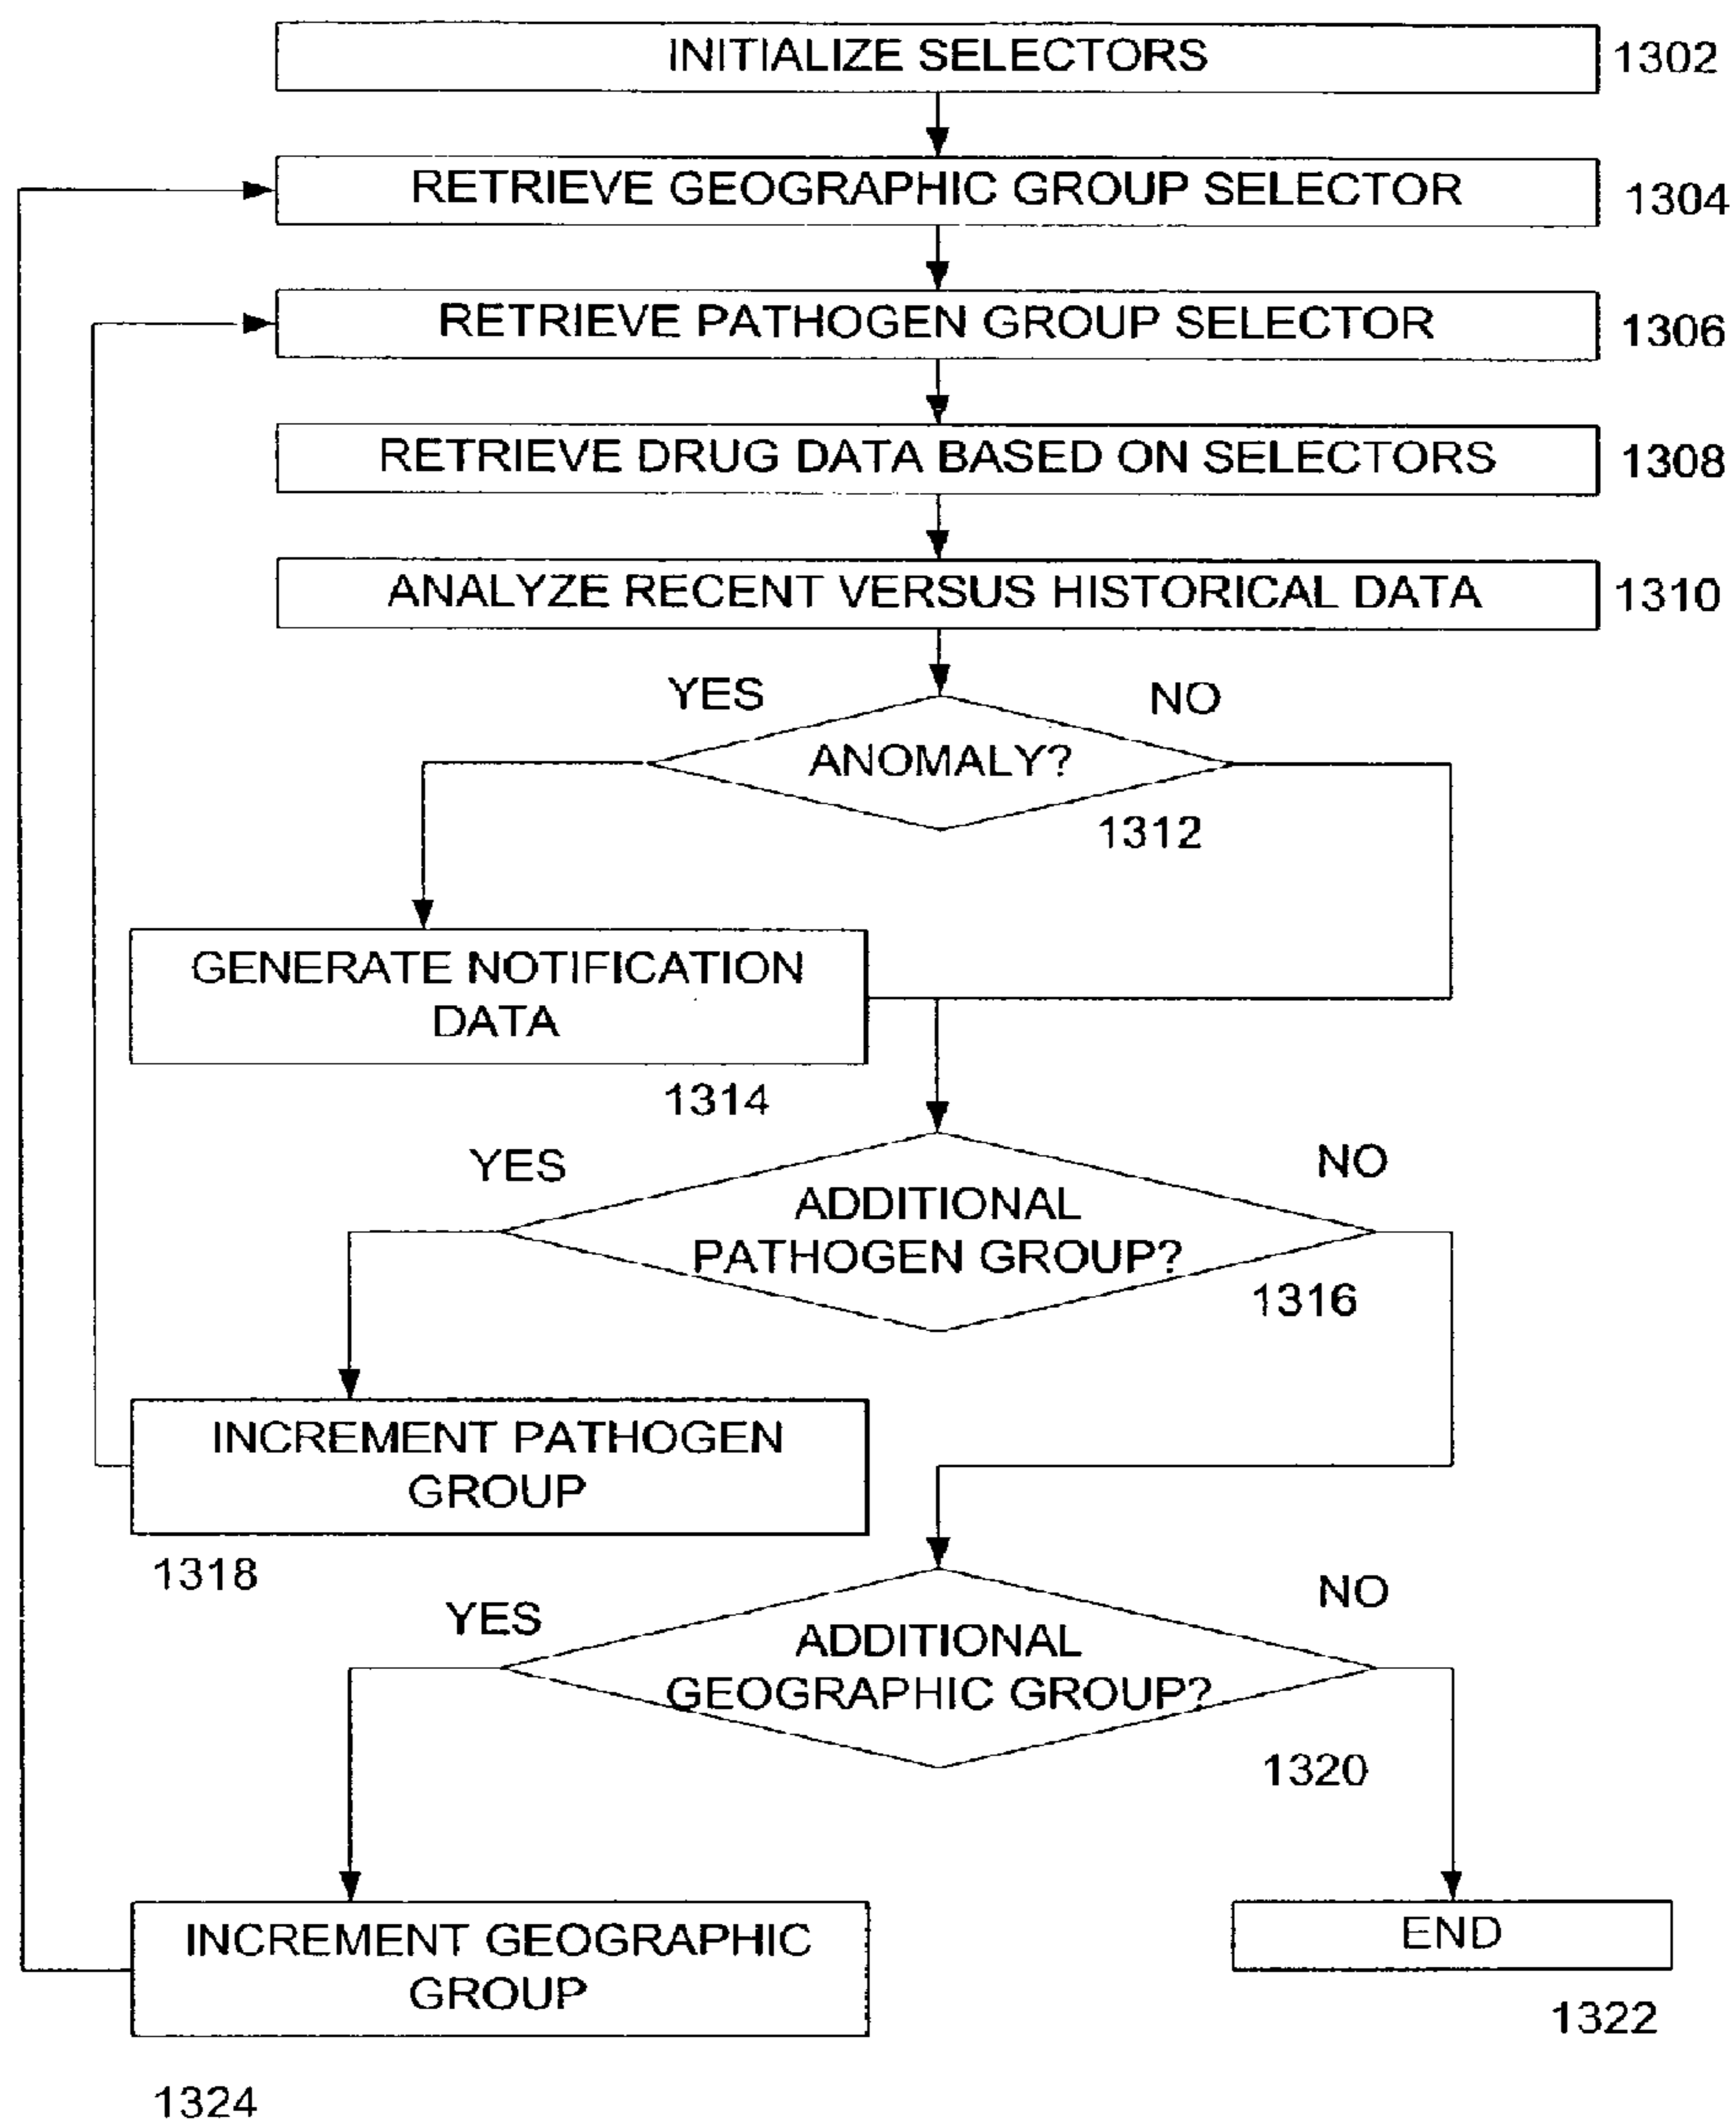 INITIALIZE SELECTORS
1302
RETRIEVE GEOGRAPHIC GROUP SELECTOR
1304
RETRIEVE PATHOGEN GROUP SELECTOR
1306
RETRIEVE DRUG DATA BASED ON SELECTORS
1308
ANALYZE RECENT VERSUS HISTORICAL DATA
1310
YES
NO
ANOMALY?
1312
GENERATE NOTIFICATION
DATA
1314
YES
NO
ADDITIONAL
PATHOGEN GROUP?
1316
INCREMENT PATHOGEN
GROUP
1318
YES
NO
ADDITIONAL
GEOGRAPHIC GROUP?
1320
INCREMENT GEOGRAPHIC
GROUP
1324
END
1322